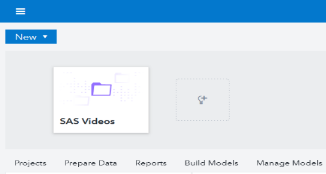 New
SAS Videos
Projects Prepare Data Reports Build Models Manage Models